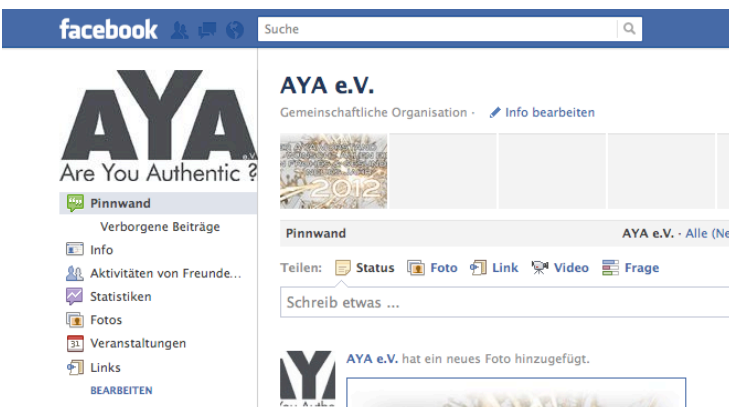 facebook
Suche
AYA
e.V.
Are You Authentic ?
AYA e.V.
Gemeinschaftliche Organisation · Info bearbeiten
2012
Pinnwand
Verborgene Beiträge
Info
Aktivitäten von Freunde...
Statistiken
Fotos
31 Veranstaltungen
Links
BEARBEITEN
Pinnwand AYA e.V. · Alle (Ne
Teilen: Status Foto Link Video Frage
Schreib etwas ...
AYA e.V. hat ein neues Foto hinzugefügt.